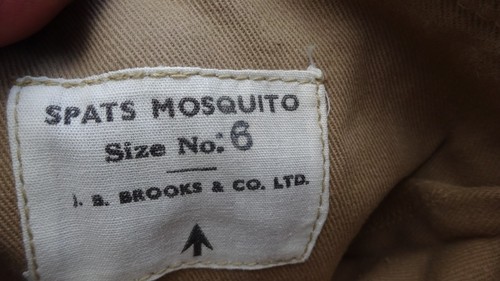 SPATS MOSQUITO
Size No: 6
J. B. BROOKS & CO. LTD.